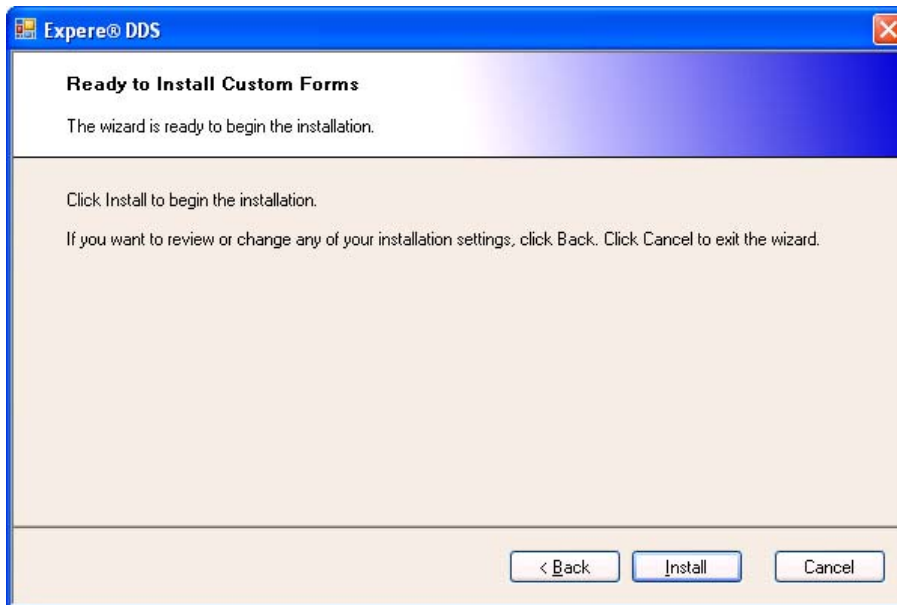 Expere® DDS
Ready to Install Custom Forms
The wizard is ready to begin the installation.
Click Install to begin the installation.
If you want to review or change any of your installation settings, click Back. Click Cancel to exit the wizard.
< Back Install Cancel